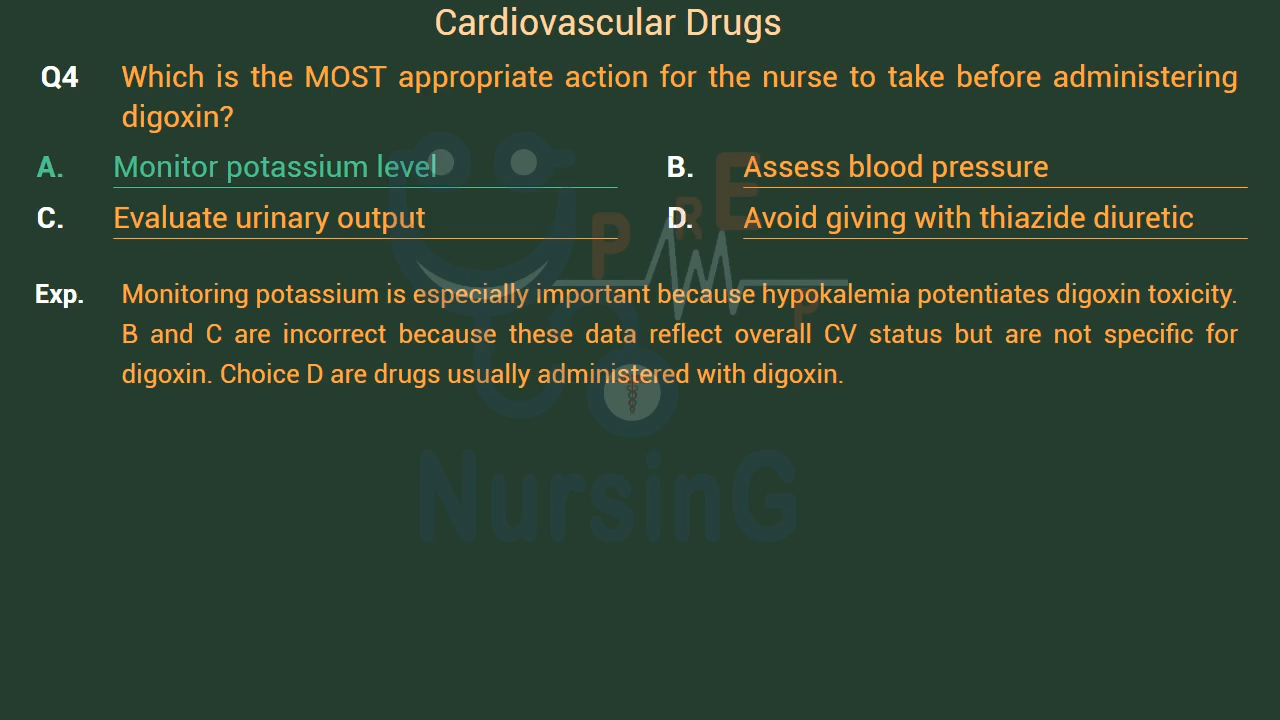 Cardiovascular Drugs
Q4 Which is the MOST appropriate action for the nurse to take before administering
digoxin?
A. Monitor potassium level B. Assess blood pressure
C. Evaluate urinary output D. Avoid giving with thiazide diuretic
Exp. Monitoring potassium is especially important because hypokalemia potentiates digoxin toxicity.
B and C are incorrect because these data reflect overall CV status but are not specific for
digoxin. Choice D are drugs usually administered with digoxin.
PREP
NursinG